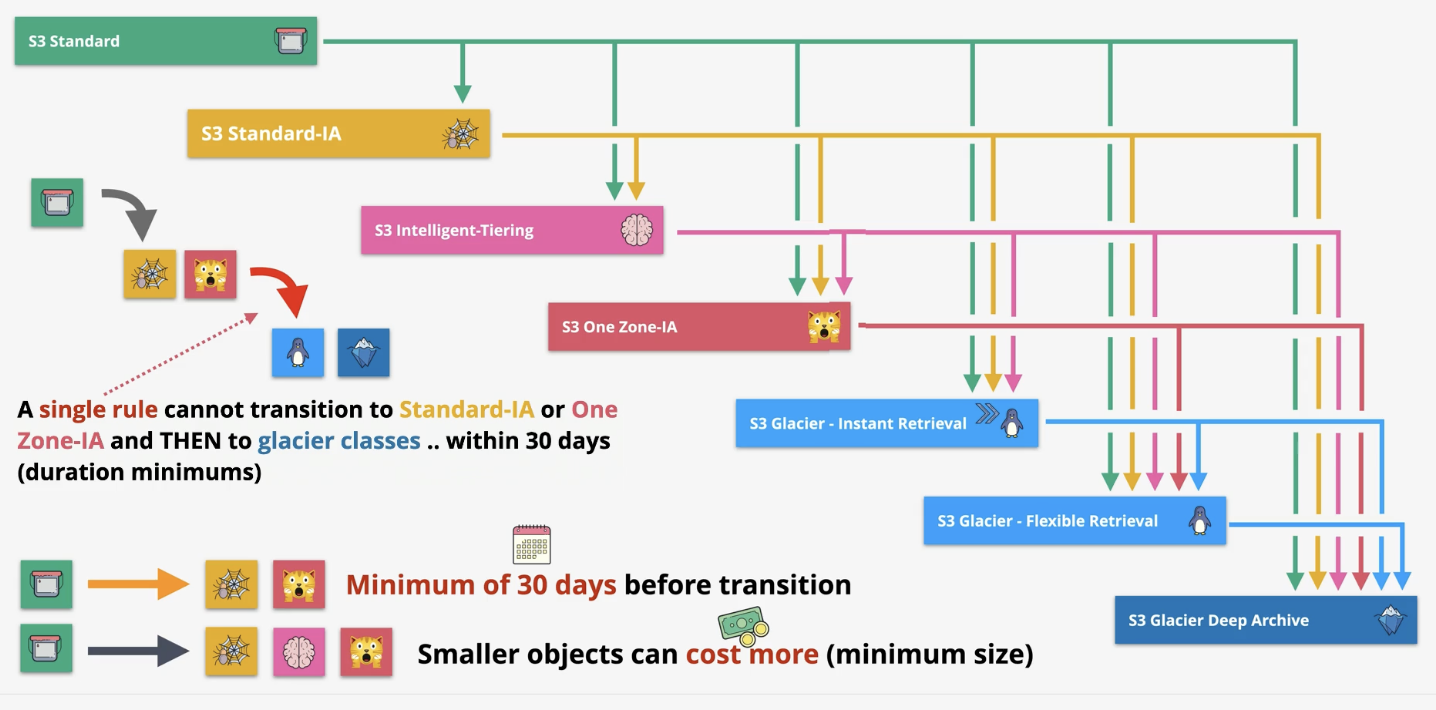 S3 Standard
S3 Standard-IA
S3 Intelligent-Tiering
S3 One Zone-IA
A single rule cannot transition to Standard-IA or One
Zone-IA and THEN to glacier classes .. within 30 days
(duration minimums)
S3 Glacier - Instant Retrieval
S3 Glacier - Flexible Retrieval
Minimum of 30 days before transition
S3 Glacier Deep Archive
Smaller objects can cost more (minimum size)